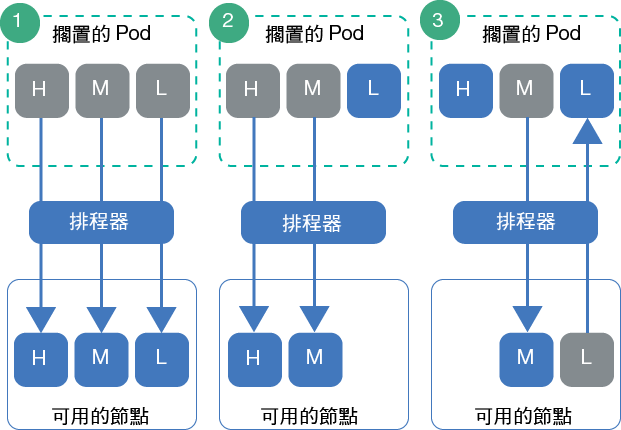 1
擱置的 Pod
H M L
排程器
H M L
可用的節點
2
擱置的 Pod
H M L
排程器
H M
可用的節點
3
擱置的 Pod
H M L
排程器
M L
可用的節點